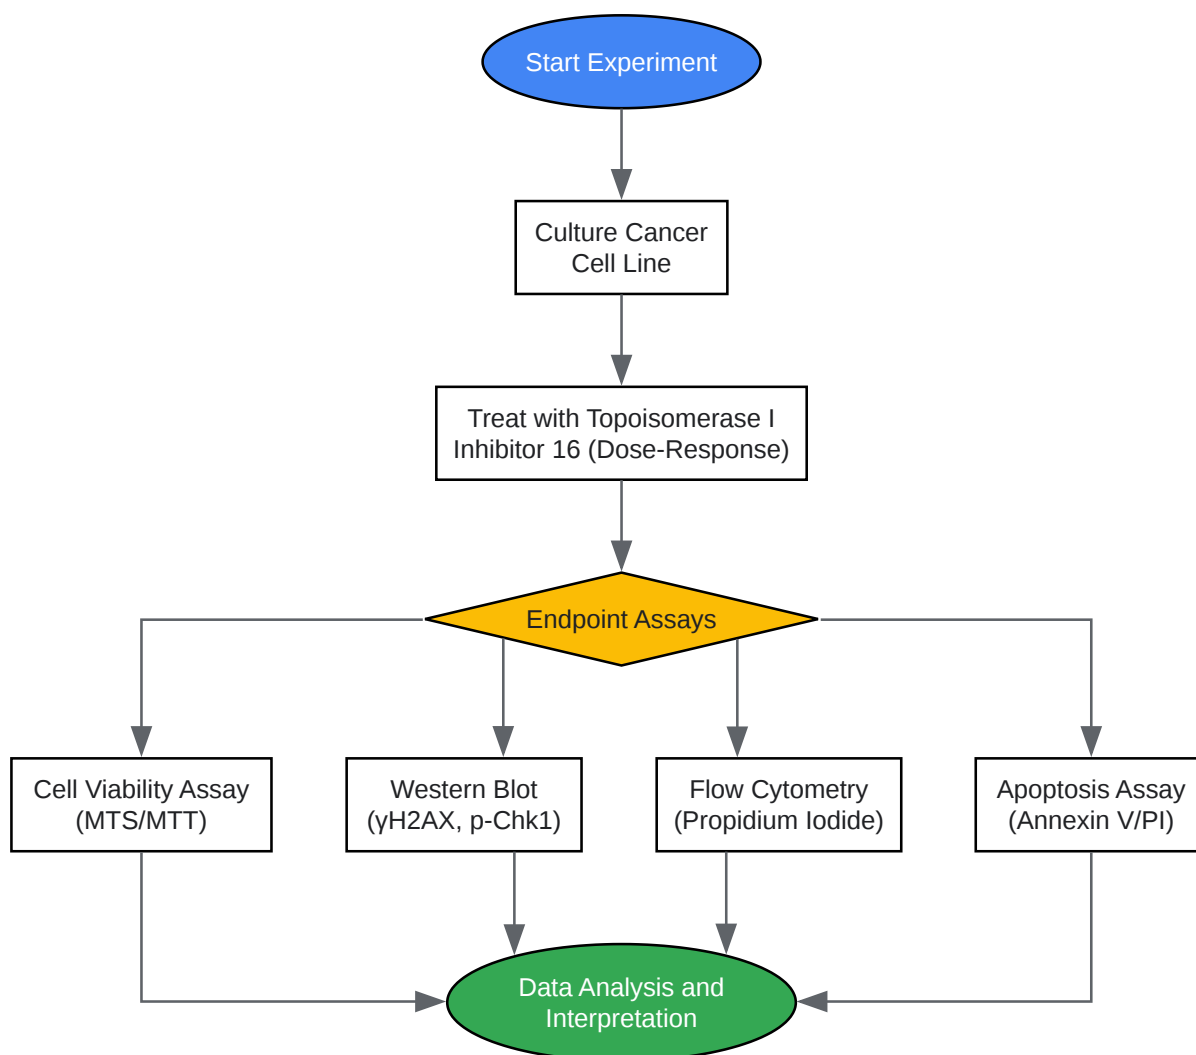 Start Experiment
Culture Cancer
Cell Line
Treat with Topoisomerase I
Inhibitor 16 (Dose-Response)
Endpoint Assays
Cell Viability Assay
(MTS/MTT)
Western Blot
(γH2AX, p-Chk1)
Flow Cytometry
(Propidium Iodide)
Apoptosis Assay
(Annexin V/PI)
Data Analysis and
Interpretation